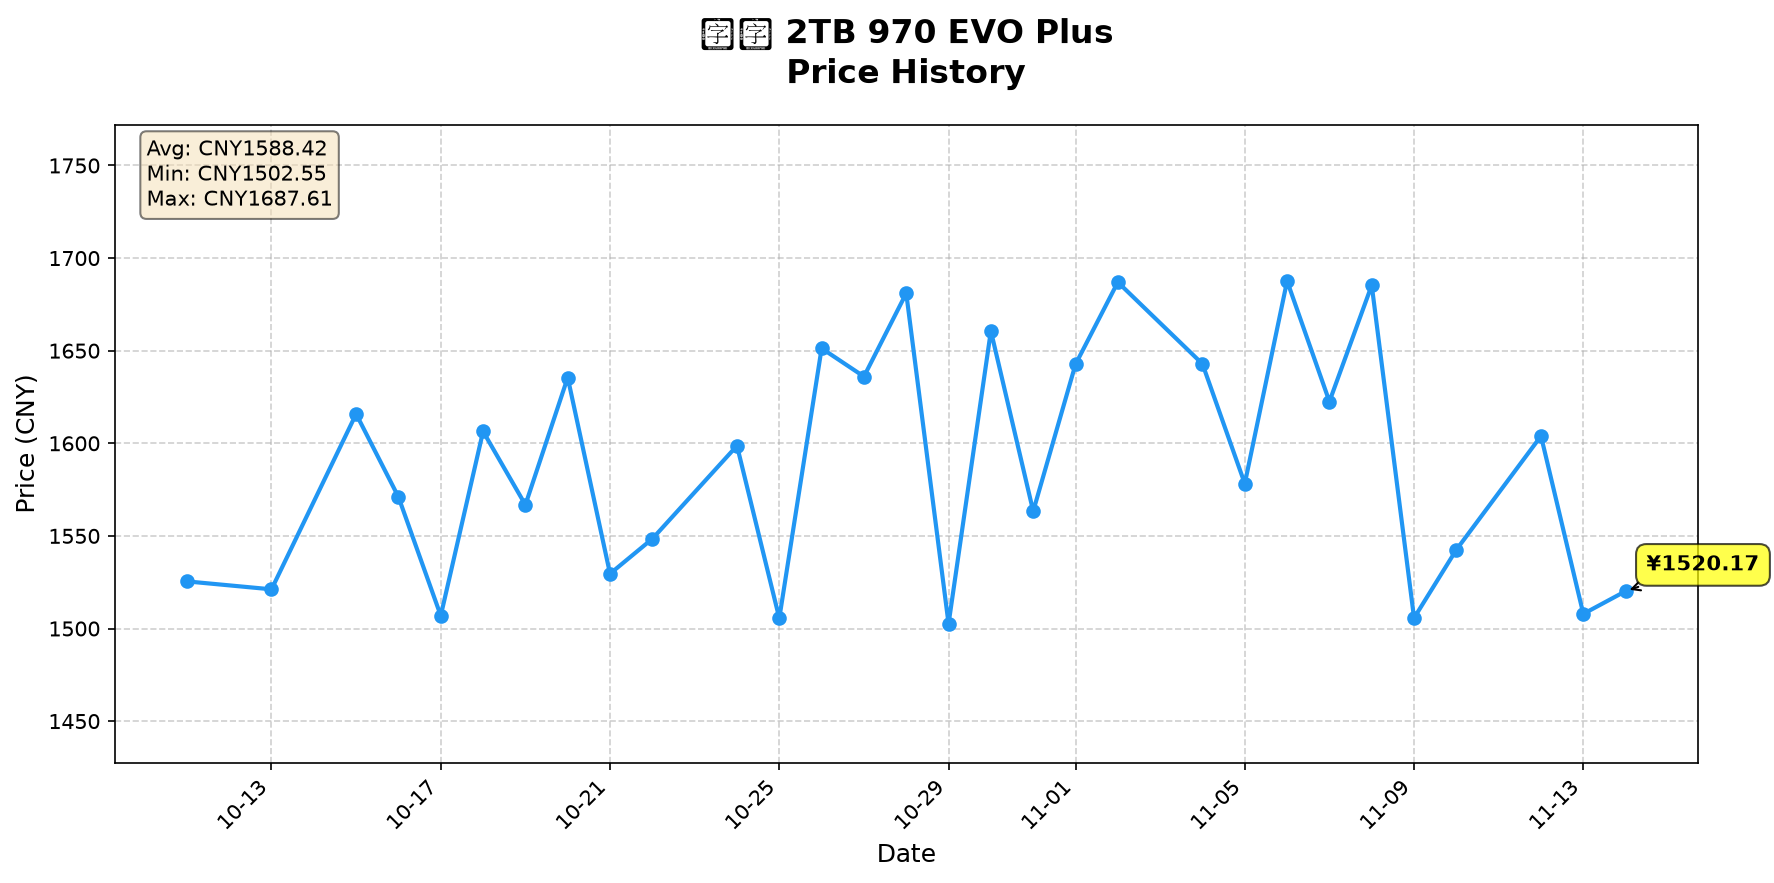 2TB 970 EVO Plus
Price History
Avg: CNY1588.42
Min: CNY1502.55
Max: CNY1687.61
1750
1700
1650
1600
1550
1500
1450
Price (CNY)
¥1520.17
10-13
10-17
10-21
10-25
10-29
11-01
11-05
11-09
11-13
Date